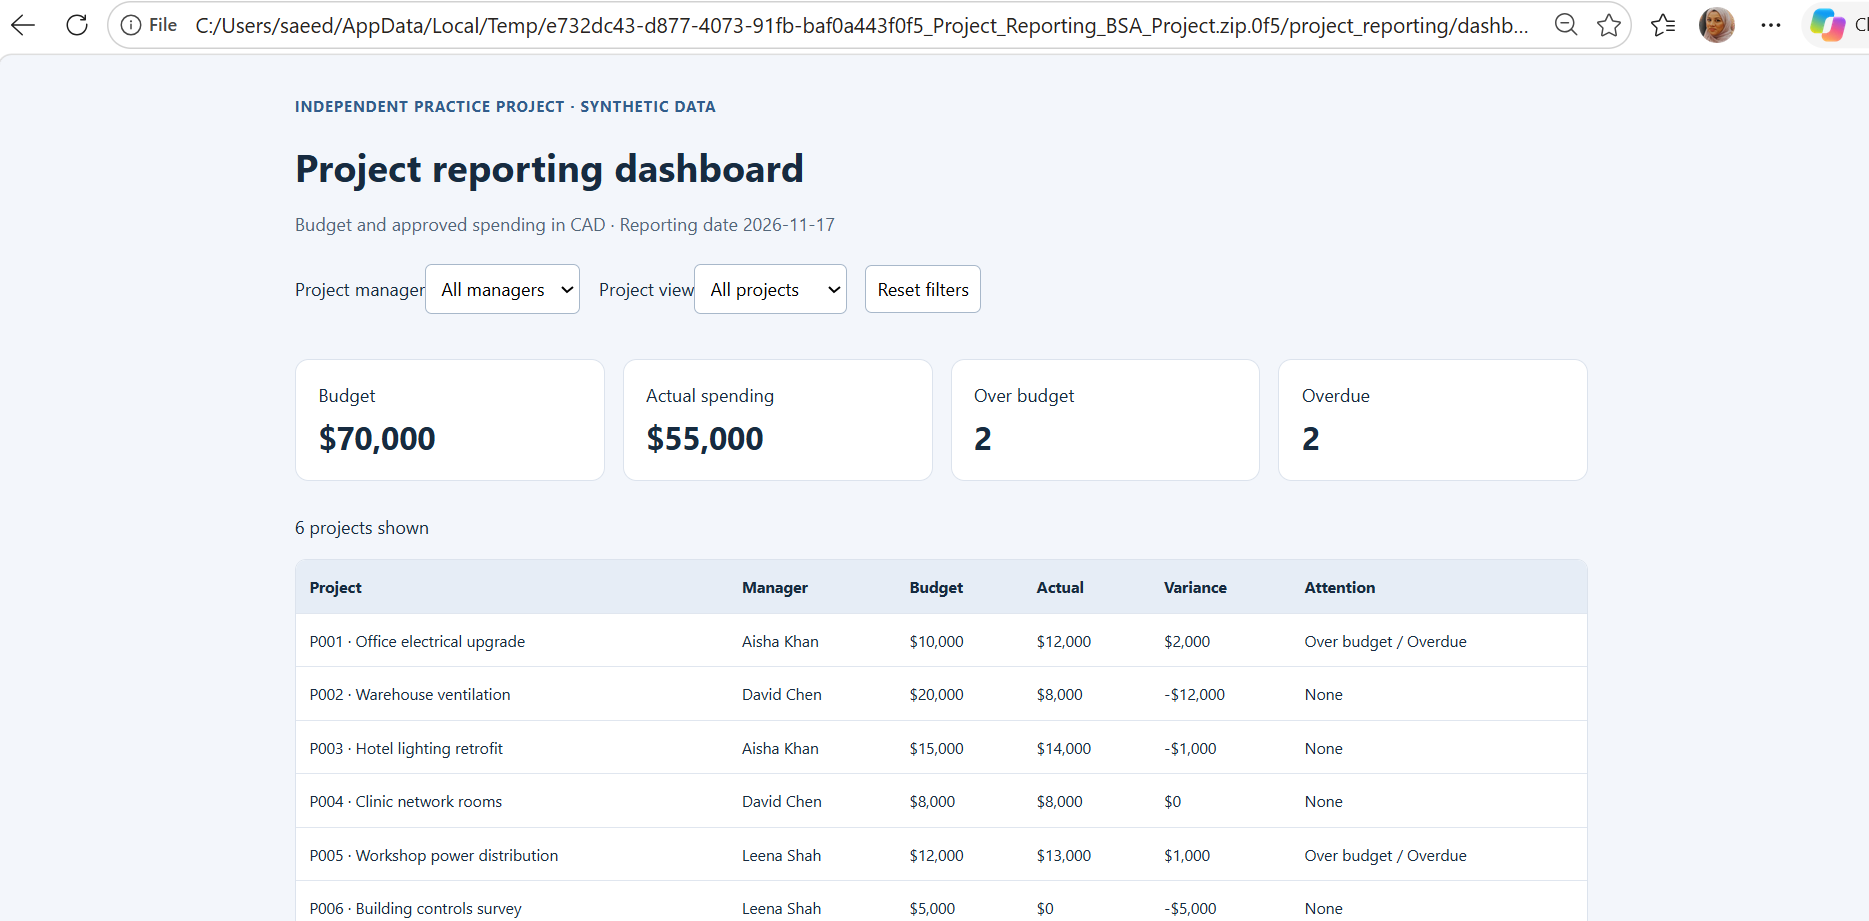 File C:/Users/saeed/AppData/Local/Temp/e732dc43-d877-4073-91fb-baf0a443f0f5_Project_Reporting_BSA_Project.zip.0f5/project_reporting/dashb...
INDEPENDENT PRACTICE PROJECT · SYNTHETIC DATA
Project reporting dashboard
Budget and approved spending in CAD · Reporting date 2026-11-17
Project manager All managers Project view All projects Reset filters
Budget Actual spending Over budget Overdue
$70,000 $55,000 2 2
6 projects shown
Project Manager Budget Actual Variance Attention
P001 · Office electrical upgrade Aisha Khan $10,000 $12,000 $2,000 Over budget / Overdue
P002 · Warehouse ventilation David Chen $20,000 $8,000 -$12,000 None
P003 · Hotel lighting retrofit Aisha Khan $15,000 $14,000 -$1,000 None
P004 · Clinic network rooms David Chen $8,000 $8,000 $0 None
P005 · Workshop power distribution Leena Shah $12,000 $13,000 $1,000 Over budget / Overdue
P006 · Building controls survey Leena Shah $5,000 $0 -$5,000 None